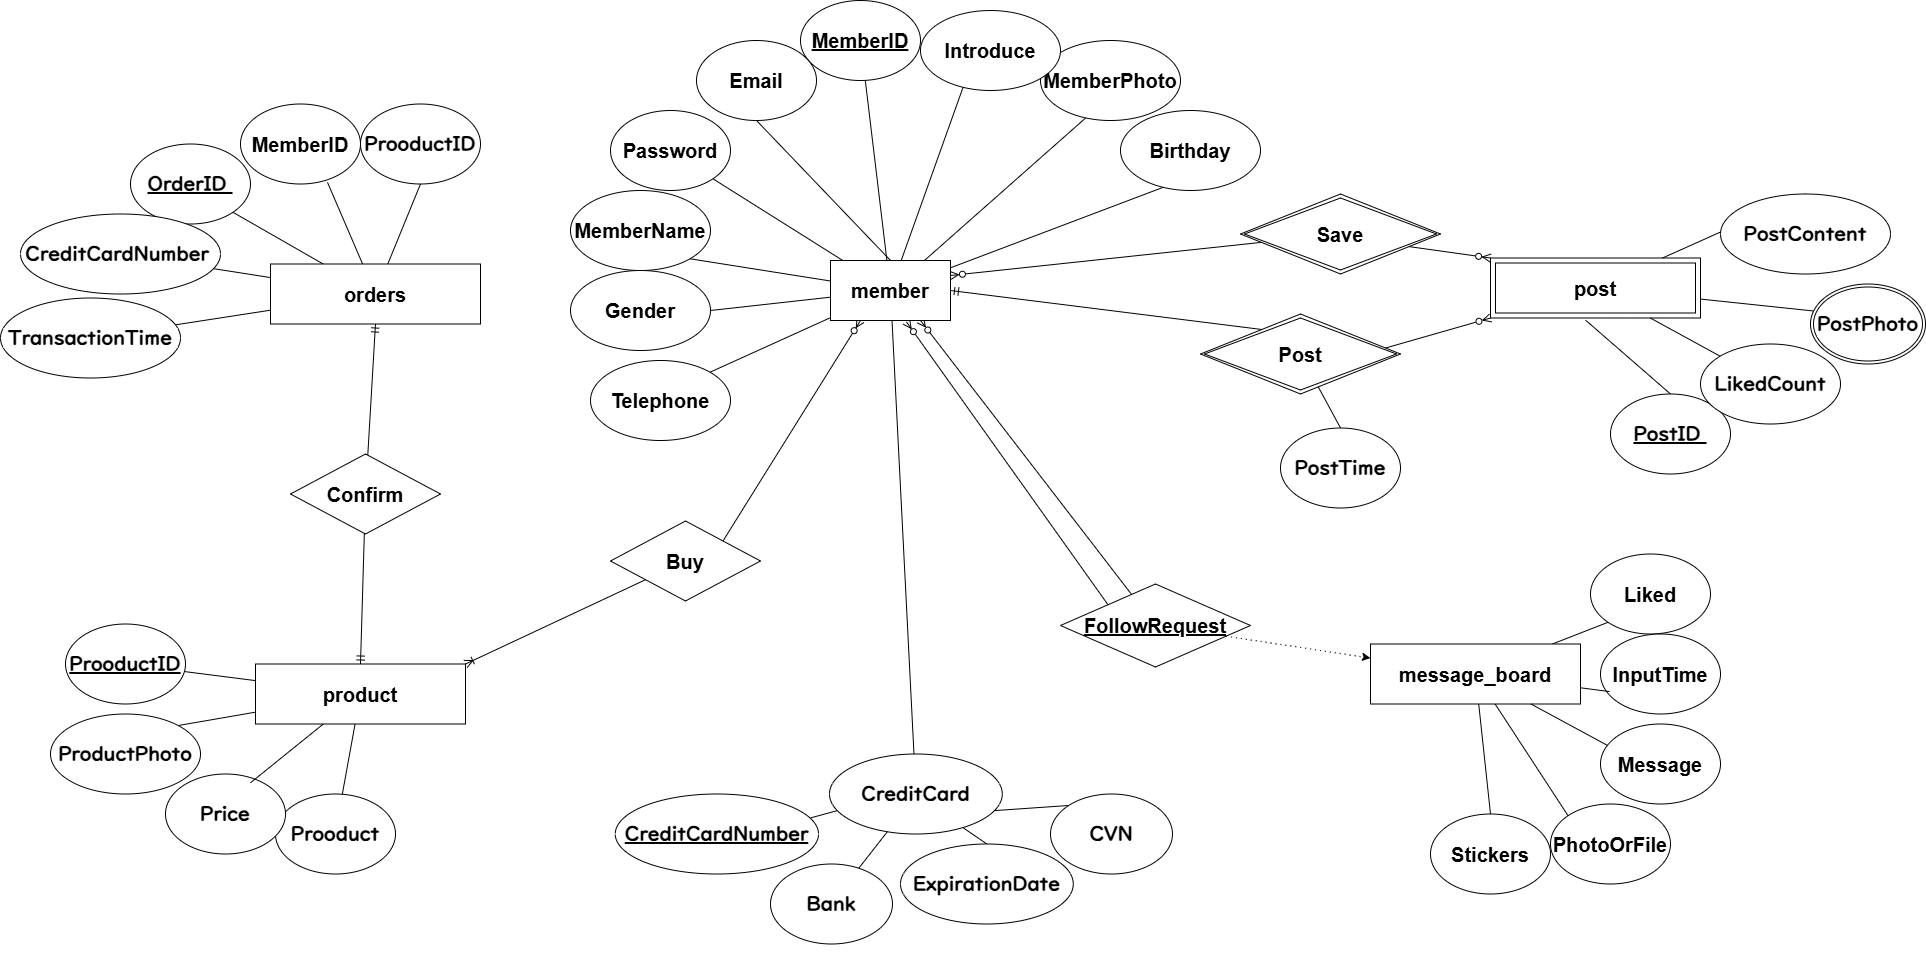 MemberID
Introduce
Email
MemberPhoto
MemberID
ProoductID
Password
Birthday
OrderID
MemberName
Save
PostContent
CreditCardNumber
orders
member
post
Gender
PostPhoto
TransactionTime
Post
LikedCount
Telephone
PostID
PostTime
Confirm
Buy
Liked
FollowRequest
ProoductID
message_board
InputTime
product
ProductPhoto
Message
CreditCard
Price
Prooduct
CreditCardNumber
CVN
PhotoOrFile
Stickers
ExpirationDate
Bank